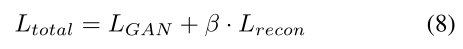 L_{total} = L_{GAN} + β · L_{recon} (8)